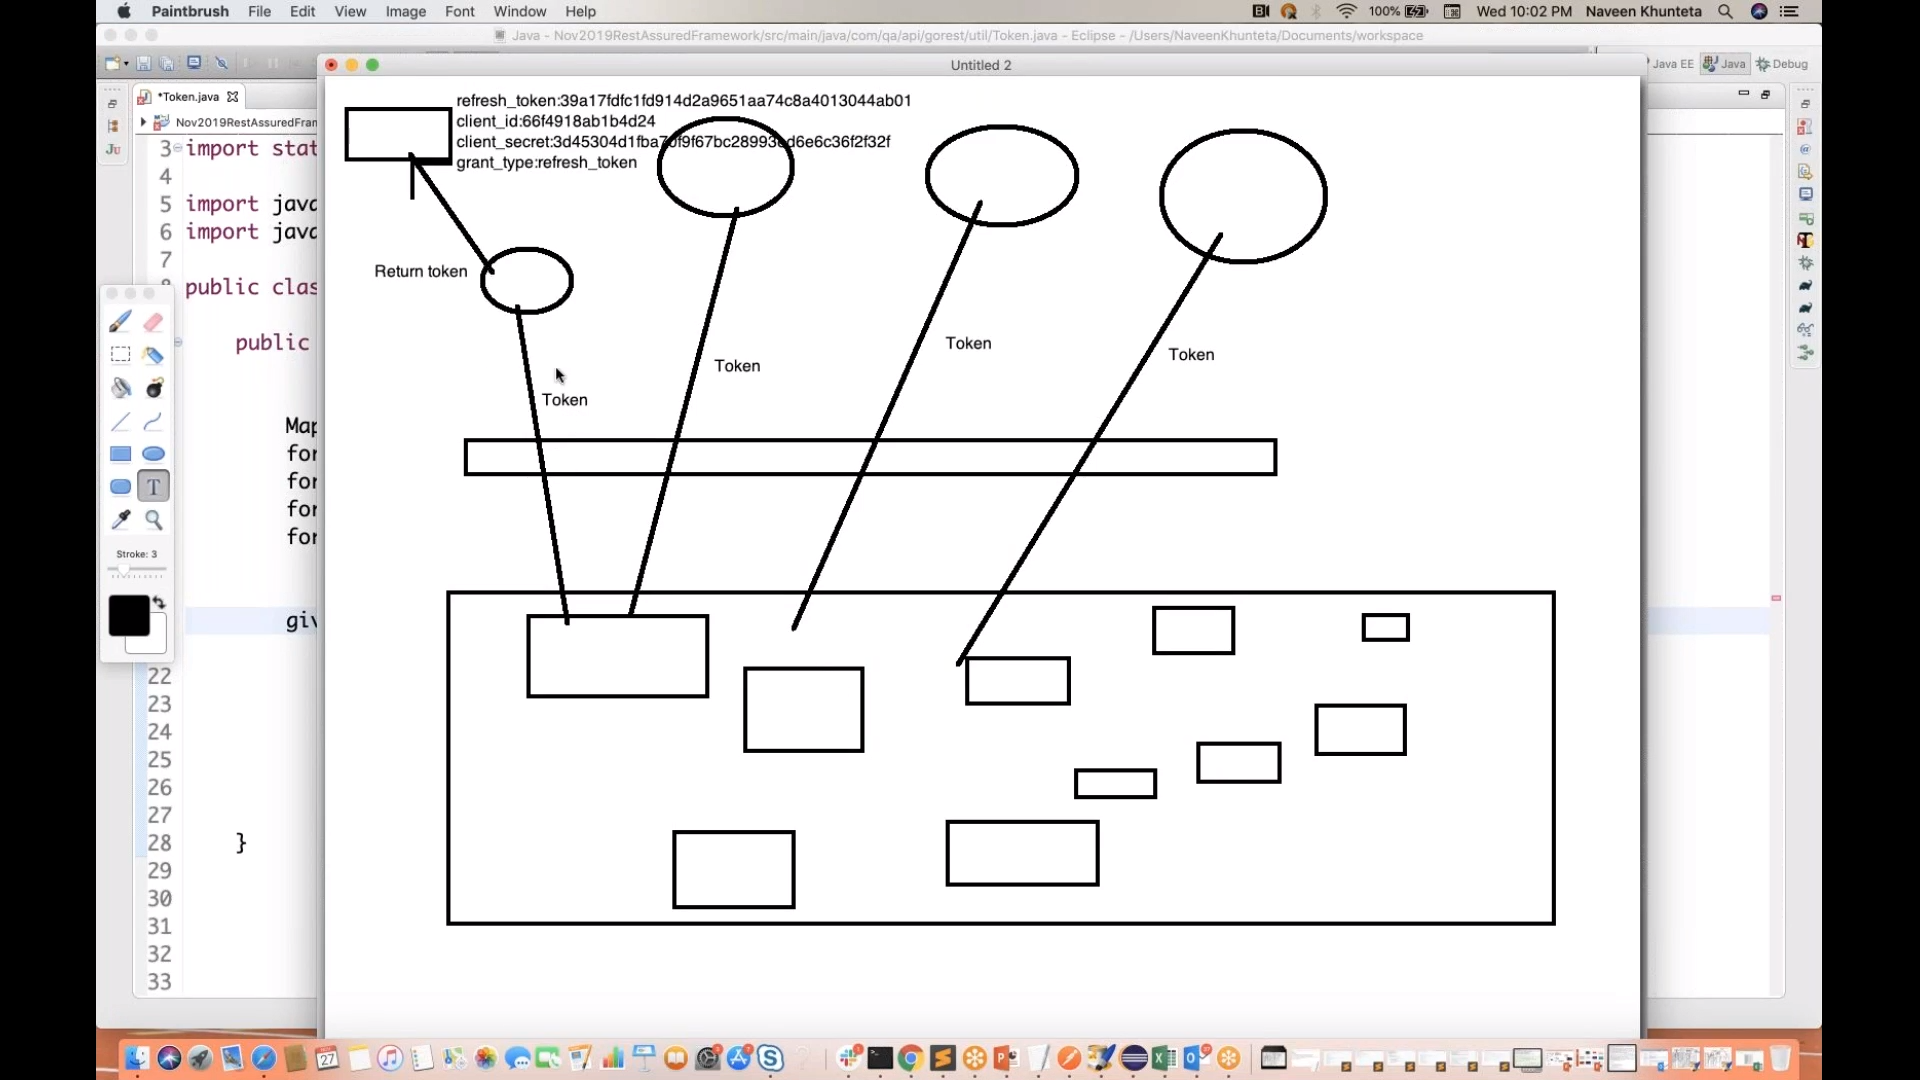 Paintbrush File Edit View Image Font Window Help 100% Wed 10:02 PM Naveen Khunteta
Java - Nov2019RestAssuredFramework/src/main/java/com/qa/api/gorest/util/Token.java - Eclipse - /Users/NaveenKhunteta/Documents/workspace
Java EE Java Debug
Untitled 2
*Token.java
Nov2019RestAssuredFram
refresh_token:39a17fdfc1fd914d2a9651aa74c8a4013044ab01
client_id:66f4918ab1b4d24
grant_type:refresh_token
3 import stat
4
5 import java
6 import java
7
public clas
public
Map
for
for
for
for
giv
22
23
24
25
26
27
28 }
29
30
31
32
33
Return token
Token
Token
Token
Token
Stroke: 3